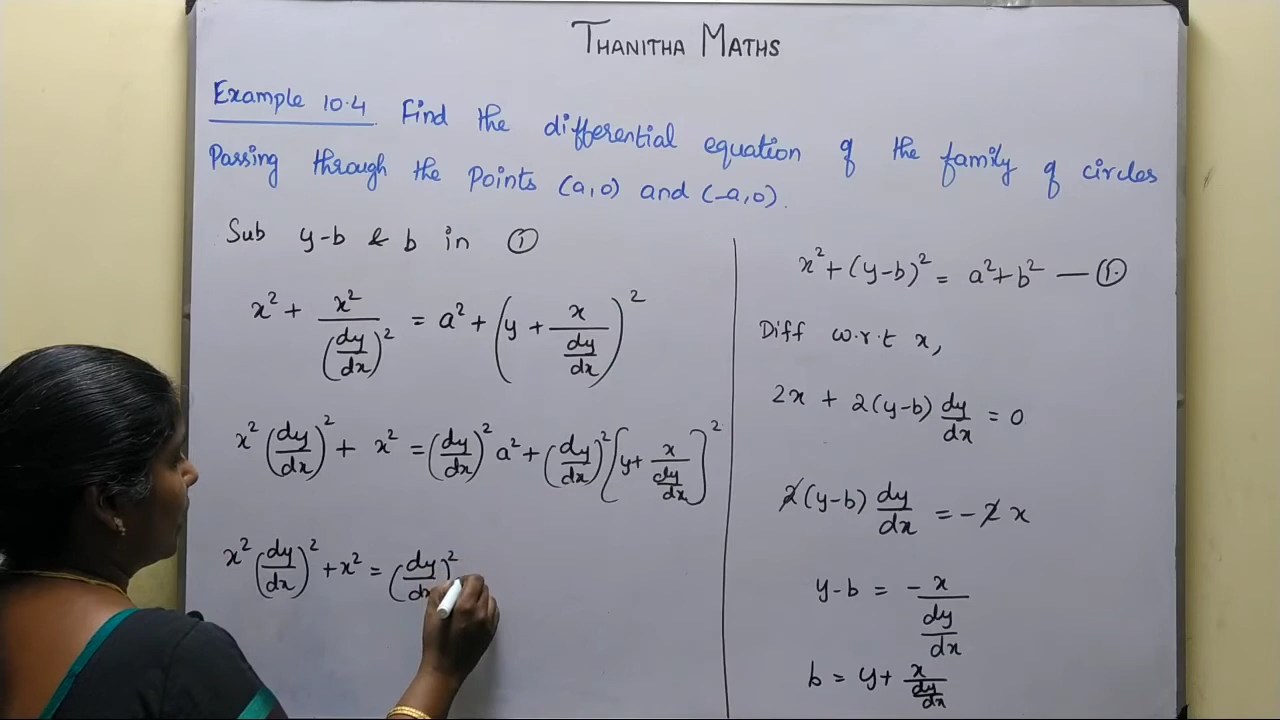 THANITHA MATHS
Example 10.4 Find the differential equation of the family of circles
Passing through the Points (a,0) and (-a,0).
Sub y-b & b in ①
x² + x²/(dy/dx)² = a² + (y + x/(dy/dx))²
x² (dy/dx)² + x² = (dy/dx)² a² + (dy/dx)² (y + x/(dy/dx))²
x² (dy/dx)² + x² = (dy/dx)²
x² + (y-b)² = a² + b² — ①
Diff w.r.t x,
2x + 2(y-b) dy/dx = 0
2(y-b) dy/dx = -2x
y-b = -x/(dy/dx)
b = y + x/(dy/dx)